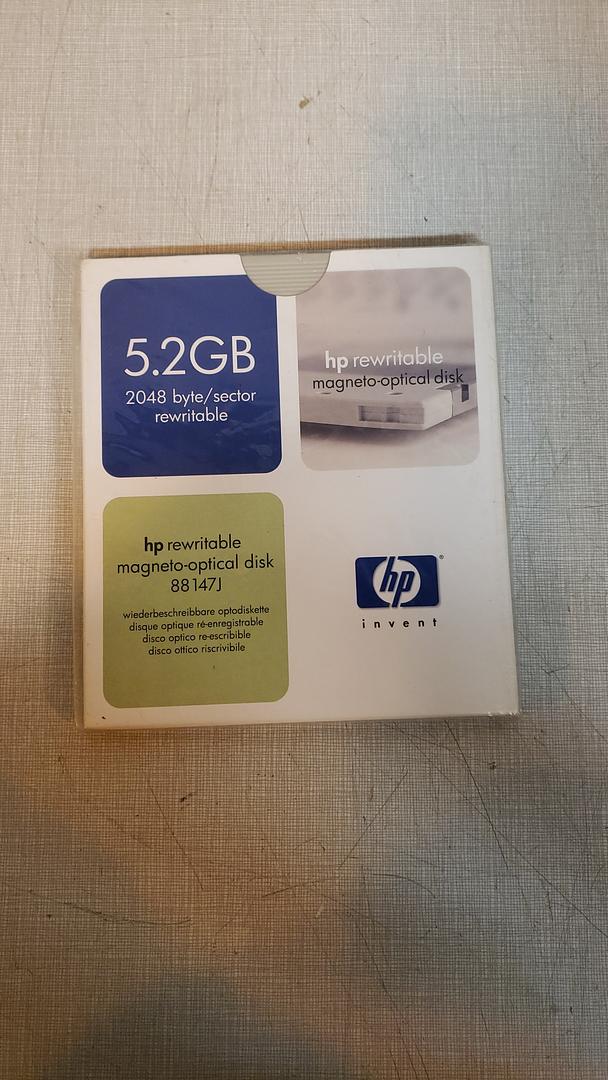 5.2GB
2048 byte/sector
rewritable
hp rewritable
magneto-optical disk
hp rewritable
magneto-optical disk
88147J
wiederbeschreibbare optodiskette
disque optique ré-enregistrable
disco optico re-escribible
disco ottico riscrivibile
hp®
invent